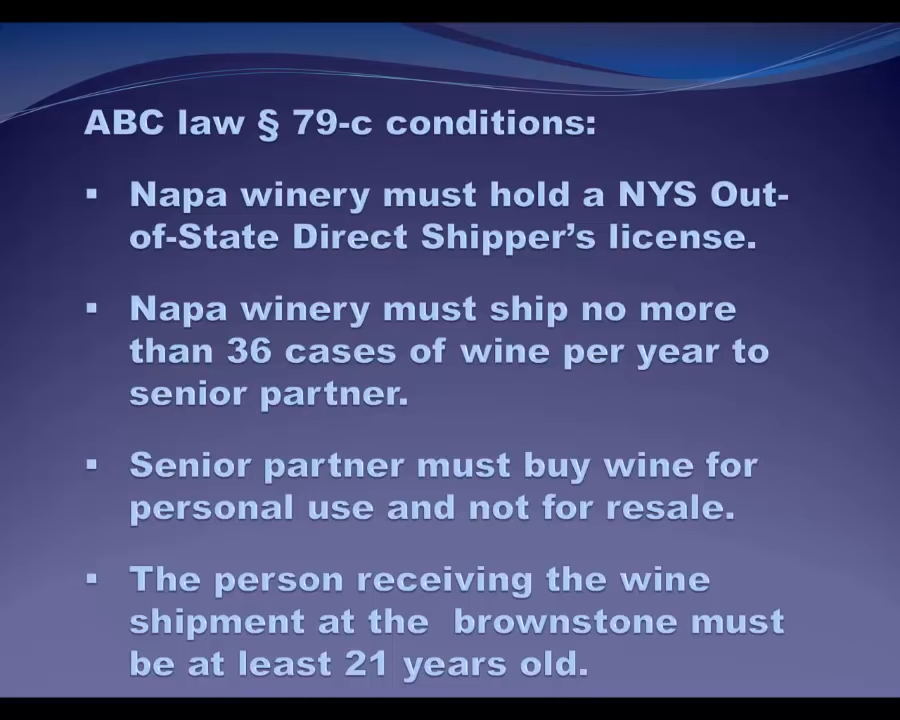 ABC law § 79-c conditions:
▪ Napa winery must hold a NYS Out-
of-State Direct Shipper’s license.
▪ Napa winery must ship no more
than 36 cases of wine per year to
senior partner.
▪ Senior partner must buy wine for
personal use and not for resale.
▪ The person receiving the wine
shipment at the  brownstone must
be at least 21 years old.